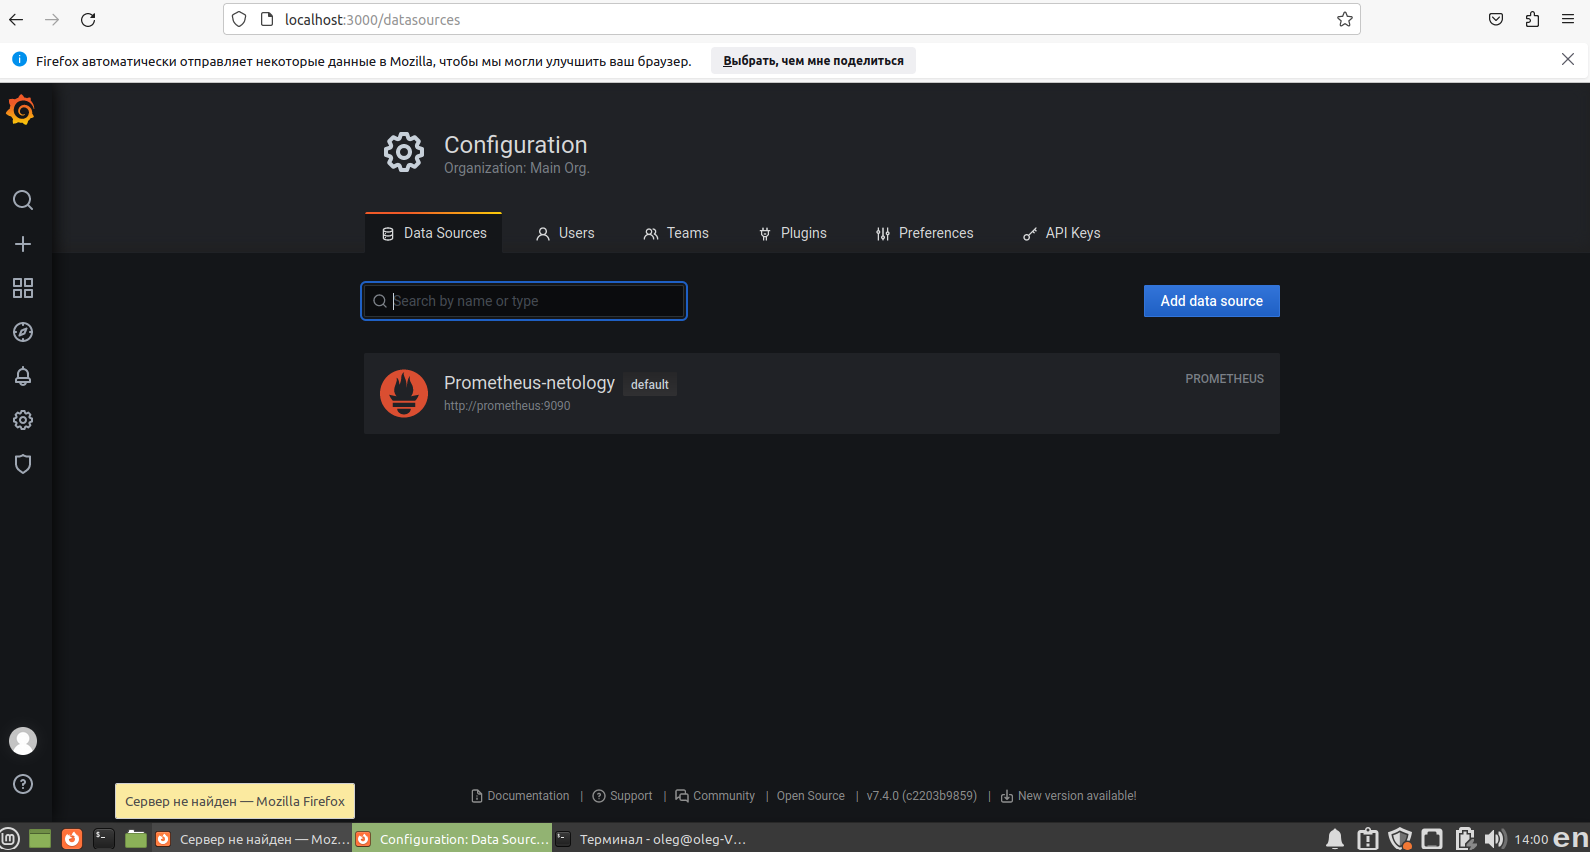 localhost:3000/datasources
Firefox автоматически отправляет некоторые данные в Mozilla, чтобы мы могли улучшить ваш браузер.
Выбрать, чем мне поделиться
Configuration
Organization: Main Org.
Data Sources
Users
Teams
Plugins
Preferences
API Keys
Search by name or type
Add data source
Prometheus-netology
default
PROMETHEUS
http://prometheus:9090
Documentation | Support | Community | Open Source | v7.4.0 (c2203b9859) | New version available!
Сервер не найден — Mozilla Firefox
Сервер не найден — Moz...
Configuration: Data Sourc...
Терминал - oleg@oleg-V...
14:00
en